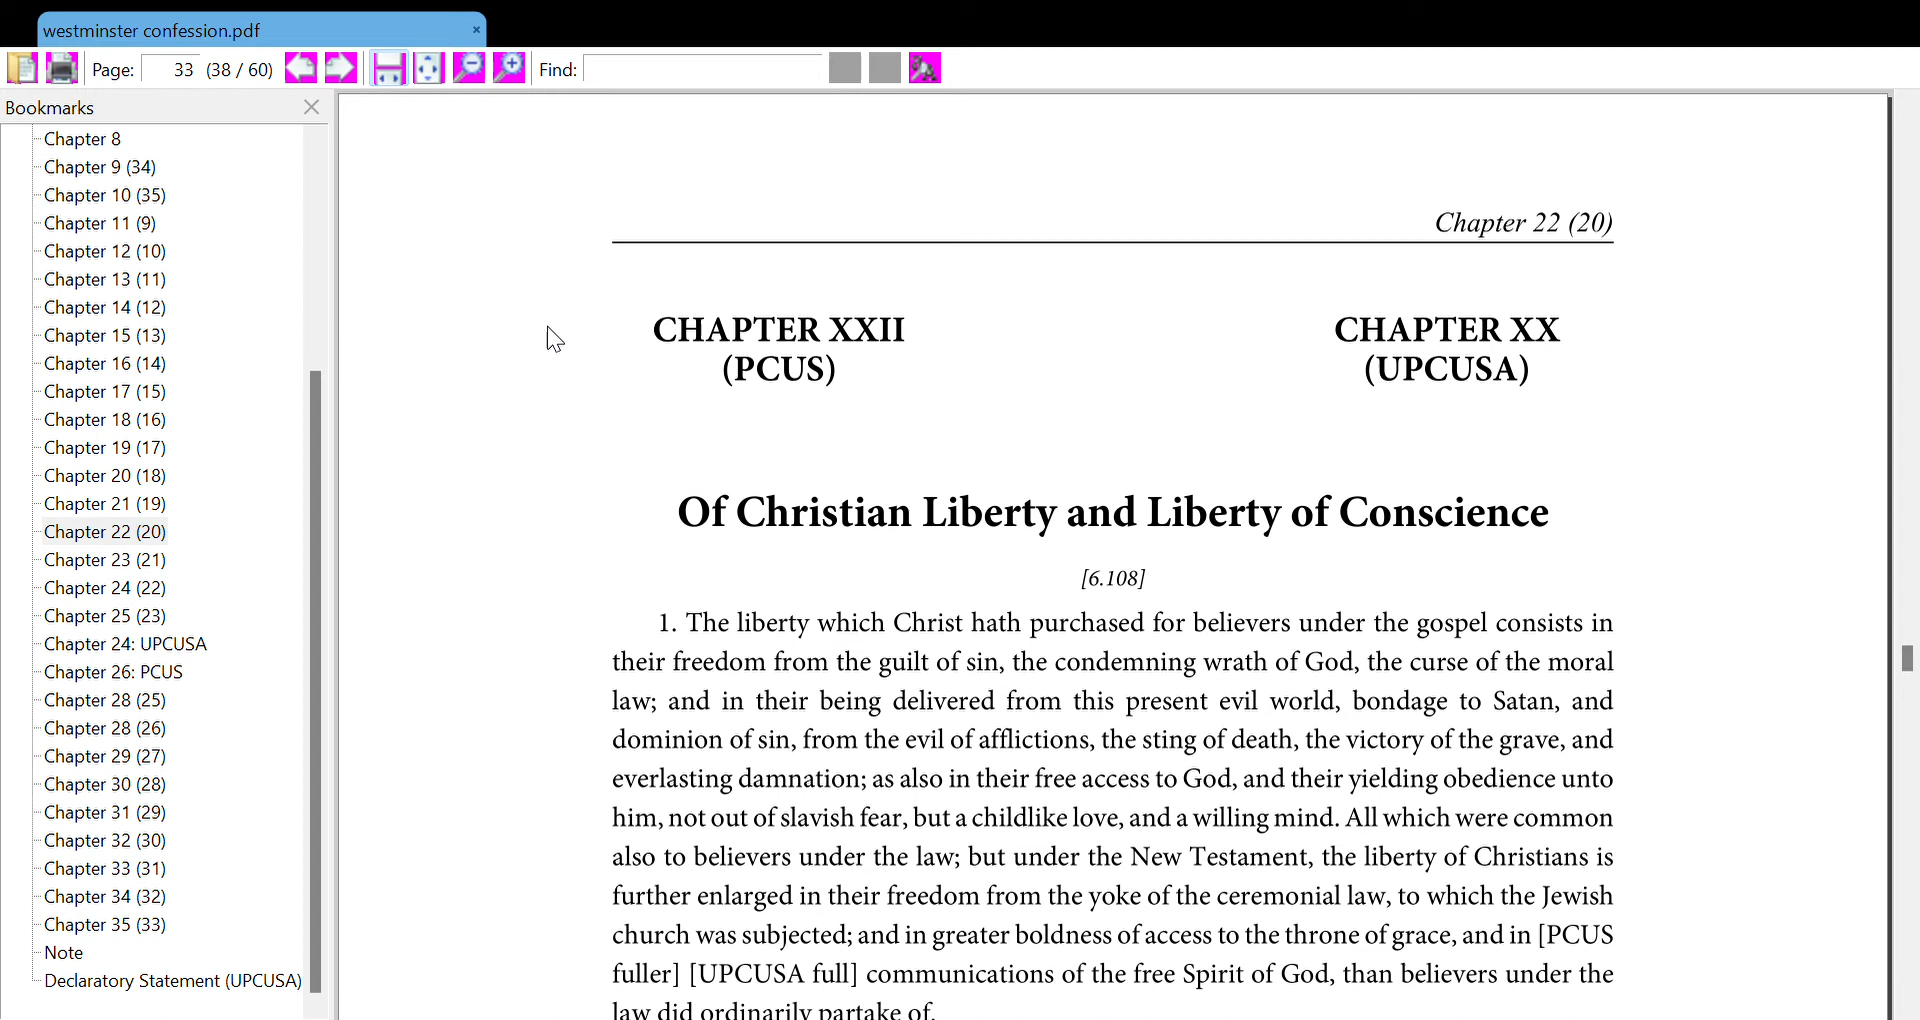 westminster confession.pdf
Page: 33 (38 / 60) Find:
Bookmarks
Chapter 8
Chapter 9 (34)
Chapter 10 (35)
Chapter 11 (9)
Chapter 12 (10)
Chapter 13 (11)
Chapter 14 (12)
Chapter 15 (13)
Chapter 16 (14)
Chapter 17 (15)
Chapter 18 (16)
Chapter 19 (17)
Chapter 20 (18)
Chapter 21 (19)
Chapter 22 (20)
Chapter 23 (21)
Chapter 24 (22)
Chapter 25 (23)
Chapter 24: UPCUSA
Chapter 26: PCUS
Chapter 28 (25)
Chapter 28 (26)
Chapter 29 (27)
Chapter 30 (28)
Chapter 31 (29)
Chapter 32 (30)
Chapter 33 (31)
Chapter 34 (32)
Chapter 35 (33)
Note
Declaratory Statement (UPCUSA)
Chapter 22 (20)
CHAPTER XXII
(PCUS)
CHAPTER XX
(UPCUSA)
Of Christian Liberty and Liberty of Conscience
[6.108]
1. The liberty which Christ hath purchased for believers under the gospel consists in
their freedom from the guilt of sin, the condemning wrath of God, the curse of the moral
law; and in their being delivered from this present evil world, bondage to Satan, and
dominion of sin, from the evil of afflictions, the sting of death, the victory of the grave, and
everlasting damnation; as also in their free access to God, and their yielding obedience unto
him, not out of slavish fear, but a childlike love, and a willing mind. All which were common
also to believers under the law; but under the New Testament, the liberty of Christians is
further enlarged in their freedom from the yoke of the ceremonial law, to which the Jewish
church was subjected; and in greater boldness of access to the throne of grace, and in [PCUS
fuller] [UPCUSA full] communications of the free Spirit of God, than believers under the
law did ordinarily partake of.